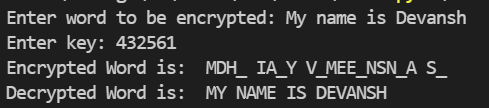 Enter word to be encrypted: My name is Devansh
Enter key: 432561
Encrypted Word is:  MDH_ IA_Y V_MEE_NSN_A S_
Decrypted Word is:  MY NAME IS DEVANSH